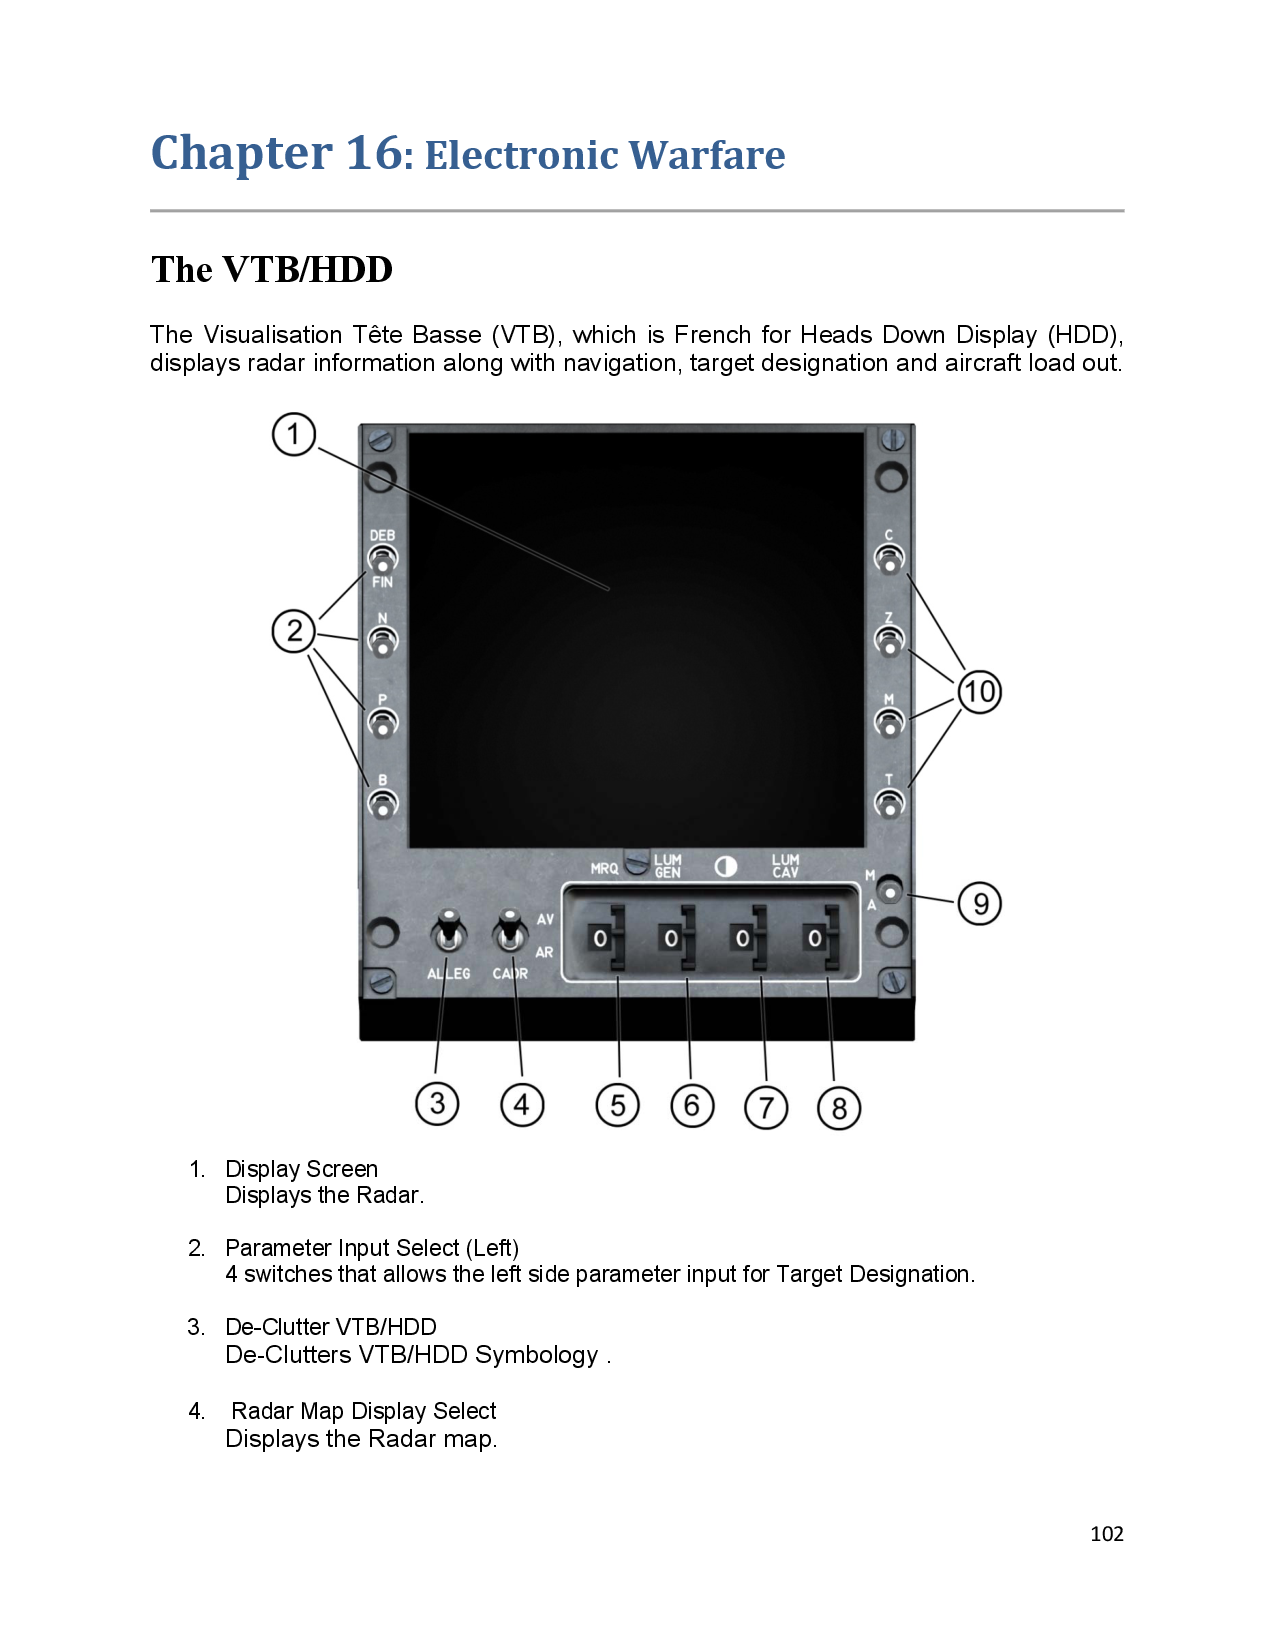 Chapter 16: Electronic Warfare
The VTB/HDD
The Visualisation Tête Basse (VTB), which is French for Heads Down Display (HDD),
displays radar information along with navigation, target designation and aircraft load out.
1
DEB
FIN
C
2
N
Z
10
P
M
B
T
MRQ
LUM
GEN
LUM
CAV
M
A
9
AV
AR
0
0
0
0
ALLEG
CADR
3
4
5
6
7
8
1. Display Screen
Displays the Radar.
2. Parameter Input Select (Left)
4 switches that allows the left side parameter input for Target Designation.
3. De-Clutter VTB/HDD
De-Clutters VTB/HDD Symbology .
4. Radar Map Display Select
Displays the Radar map.
102